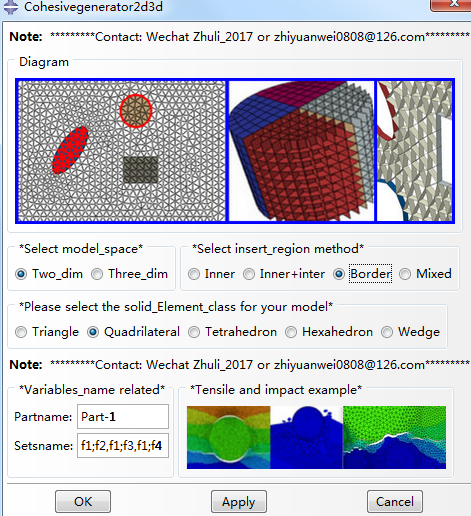 Cohesivegenerator2d3d
Note: *********Contact: Wechat Zhuli_2017 or zhiyuanwei0808@126.com*********
Diagram
*Select model_space*
*Select insert_region method*
Two_dim Three_dim
Inner Inner+inter Border Mixed
*Please select the solid_Element_class for your model*
Triangle Quadrilateral Tetrahedron Hexahedron Wedge
Note: *********Contact: Wechat Zhuli_2017 or zhiyuanwei0808@126.com*********
*Variables_name related*
*Tensile and impact example*
Partname: Part-1
Setsname: f1;f2,f1;f3,f1;f4
OK Apply Cancel